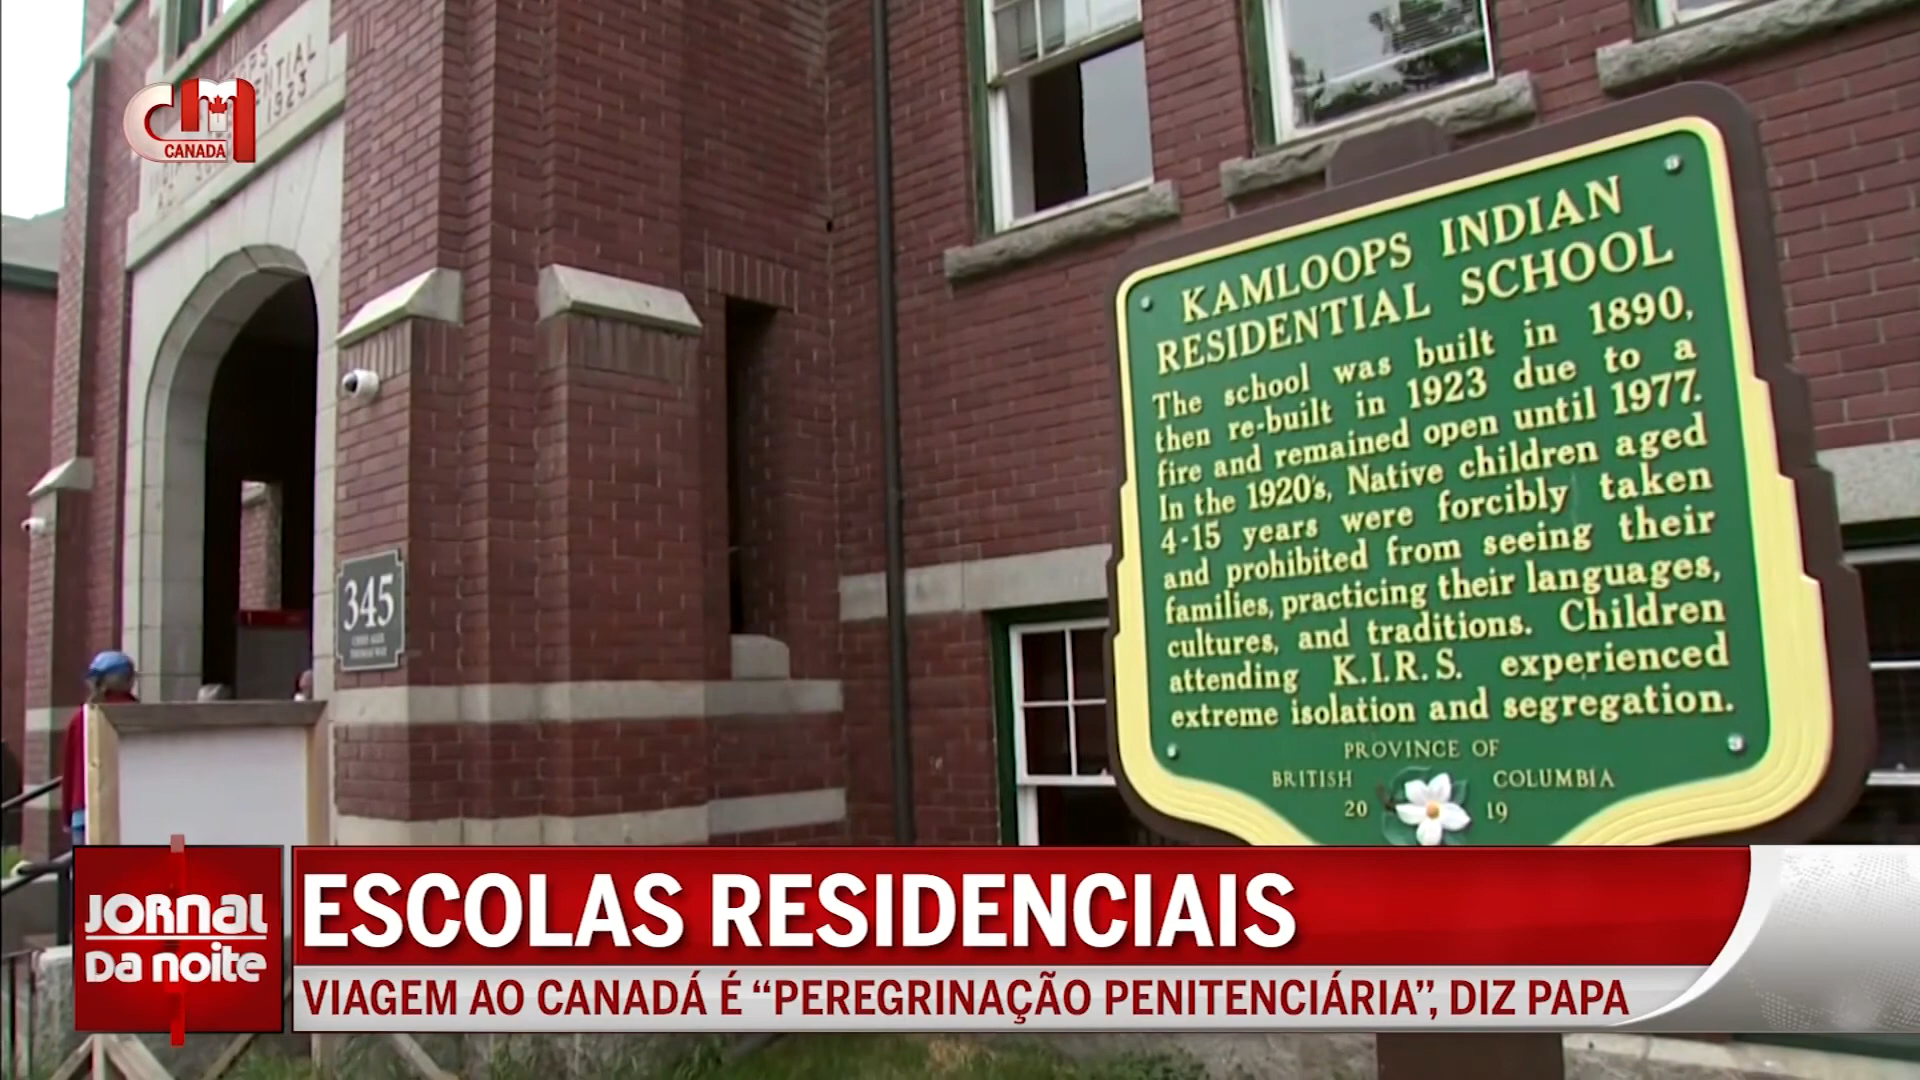 CM
CANADA
1923
KAMLOOPS INDIAN
RESIDENTIAL SCHOOL
The school was built in 1890,
then re-built in 1923 due to a
fire and remained open until 1977.
In the 1920's, Native children aged
4-15 years were forcibly taken
and prohibited from seeing their
families, practicing their languages,
cultures, and traditions. Children
attending K.I.R.S. experienced
extreme isolation and segregation.
PROVINCE OF
BRITISH COLUMBIA
20 19
345
JORNAL
DA NOITE
ESCOLAS RESIDENCIAIS
VIAGEM AO CANADÁ É “PEREGRINAÇÃO PENITENCIÁRIA”, DIZ PAPA